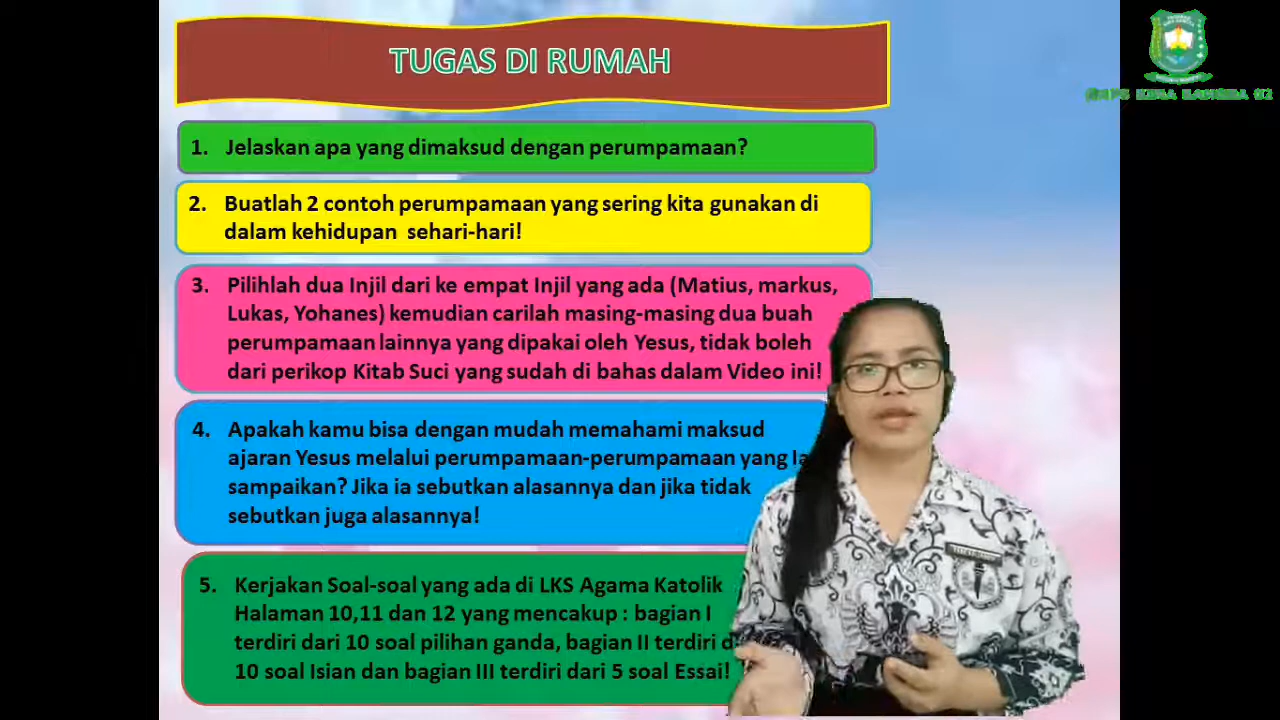 TUGAS DI RUMAH
1. Jelaskan apa yang dimaksud dengan perumpamaan?
2. Buatlah 2 contoh perumpamaan yang sering kita gunakan di
dalam kehidupan sehari-hari!
3. Pilihlah dua Injil dari ke empat Injil yang ada (Matius, markus,
Lukas, Yohanes) kemudian carilah masing-masing dua buah
perumpamaan lainnya yang dipakai oleh Yesus, tidak boleh
dari perikop Kitab Suci yang sudah di bahas dalam Video ini!
4. Apakah kamu bisa dengan mudah memahami maksud
ajaran Yesus melalui perumpamaan-perumpamaan yang Ia
sampaikan? Jika ia sebutkan alasannya dan jika tidak
sebutkan juga alasannya!
5. Kerjakan Soal-soal yang ada di LKS Agama Katolik
Halaman 10,11 dan 12 yang mencakup : bagian I
terdiri dari 10 soal pilihan ganda, bagian II terdiri
10 soal Isian dan bagian III terdiri dari 5 soal Essai!